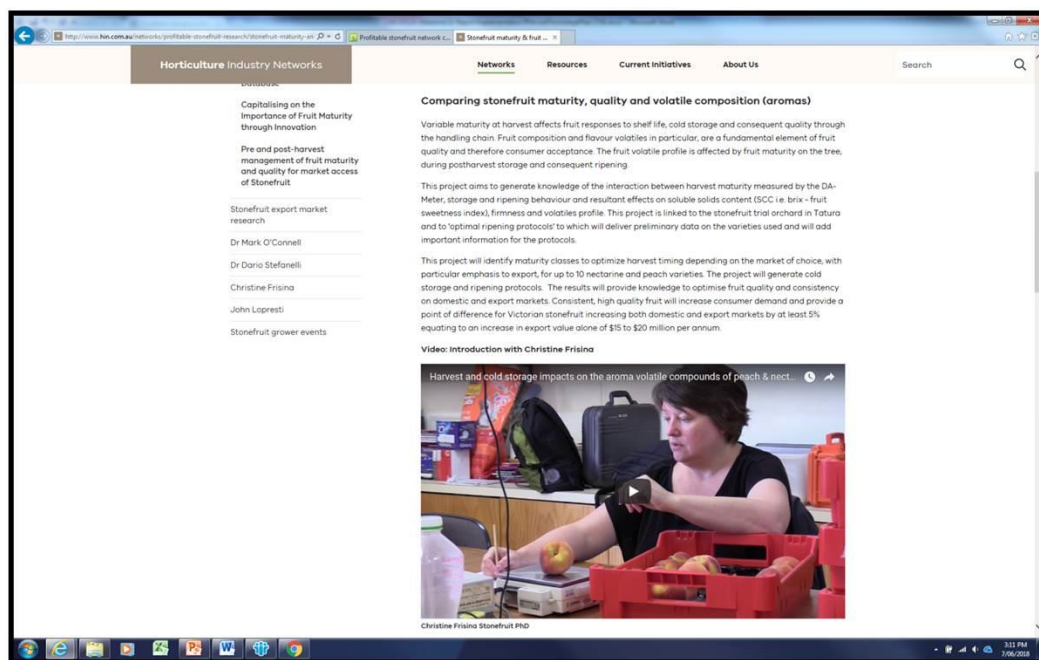 http://www.hin.com.au/networks/profitable-stonefruit-research/stonefruit-maturity-an
Profitable stonefruit network c...
Stonefruit maturity & fruit ...
Horticulture Industry Networks
Networks
Resources
Current Initiatives
About Us
Search
Database
Capitalising on the
Importance of Fruit Maturity
through Innovation
Pre and post-harvest
management of fruit maturity
and quality for market access
of Stonefruit
Stonefruit export market
research
Dr Mark O'Connell
Dr Dario Stefanelli
Christine Frisina
John Lopresti
Stonefruit grower events
Comparing stonefruit maturity, quality and volatile composition (aromas)
Variable maturity at harvest affects fruit responses to shelf life, cold storage and consequent quality through
the handling chain. Fruit composition and flavour volatiles in particular, are a fundamental element of fruit
quality and therefore consumer acceptance. The fruit volatile profile is affected by fruit maturity on the tree,
during postharvest storage and consequent ripening.
This project aims to generate knowledge of the interaction between harvest maturity measured by the DA-
Meter, storage and ripening behaviour and resultant effects on soluble solids content (SCC i.e. brix - fruit
sweetness index), firmness and volatiles profile. This project is linked to the stonefruit trial orchard in Tatura
and to 'optimal ripening protocols' to which will deliver preliminary data on the varieties used and will add
important information for the protocols.
This project will identify maturity classes to optimize harvest timing depending on the market of choice, with
particular emphasis to export, for up to 10 nectarine and peach varieties. The project will generate cold
storage and ripening protocols. The results will provide knowledge to optimise fruit quality and consistency
on domestic and export markets. Consistent, high quality fruit will increase consumer demand and provide a
point of difference for Victorian stonefruit increasing both domestic and export markets by at least 5%
equating to an increase in export value alone of $15 to $20 million per annum.
Video: Introduction with Christine Frisina
Harvest and cold storage impacts on the aroma volatile compounds of peach & nect...
Christine Frisina Stonefruit PhD
3:11 PM
7/06/2018